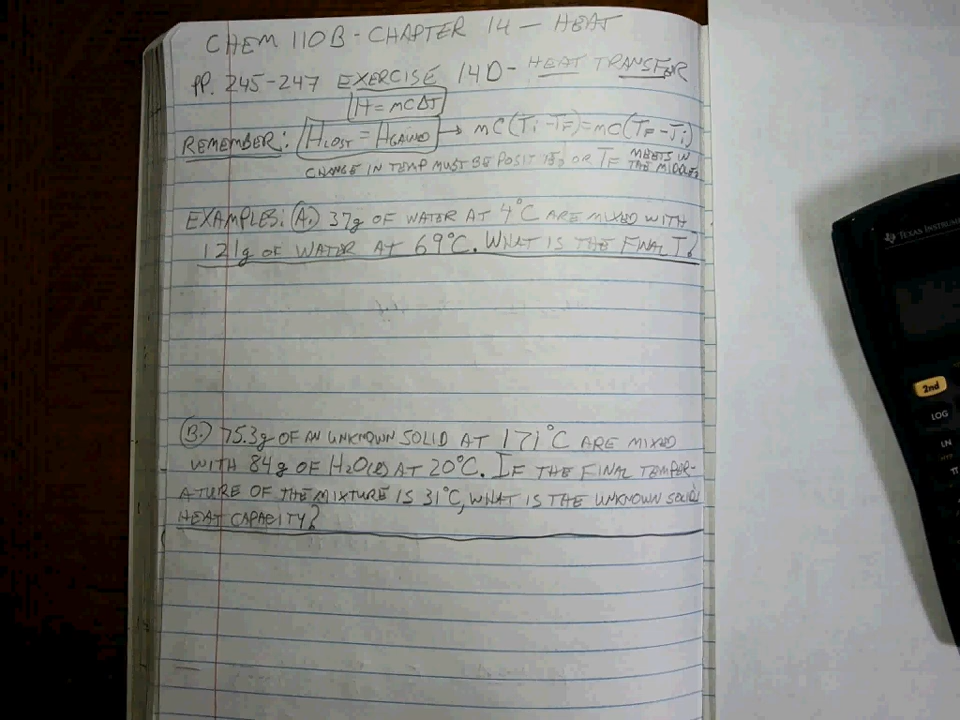 CHEM 110B - CHAPTER 14 - HEAT
PP. 245-247 EXERCISE 14D - HEAT TRANSFER
H = mCΔT
REMEMBER: HLOST = HGAINED → mC(Ti - TF) = mC(TF - Ti)
CHANGE IN TEMP MUST BE POSITIVE OR TF MEETS IN
THE MIDDLE
EXAMPLES: (A.) 37g OF WATER AT 4°C ARE MIXED WITH
121g OF WATER AT 69°C. WHAT IS THE FINAL T?
(B.) 75.3g OF AN UNKNOWN SOLID AT 171°C ARE MIXED
WITH 84g OF H2O(l) AT 20°C. IF THE FINAL TEMPER-
ATURE OF THE MIXTURE IS 31°C, WHAT IS THE UNKNOWN SOLID
HEAT CAPACITY?
TEXAS
2nd
LOG
LN